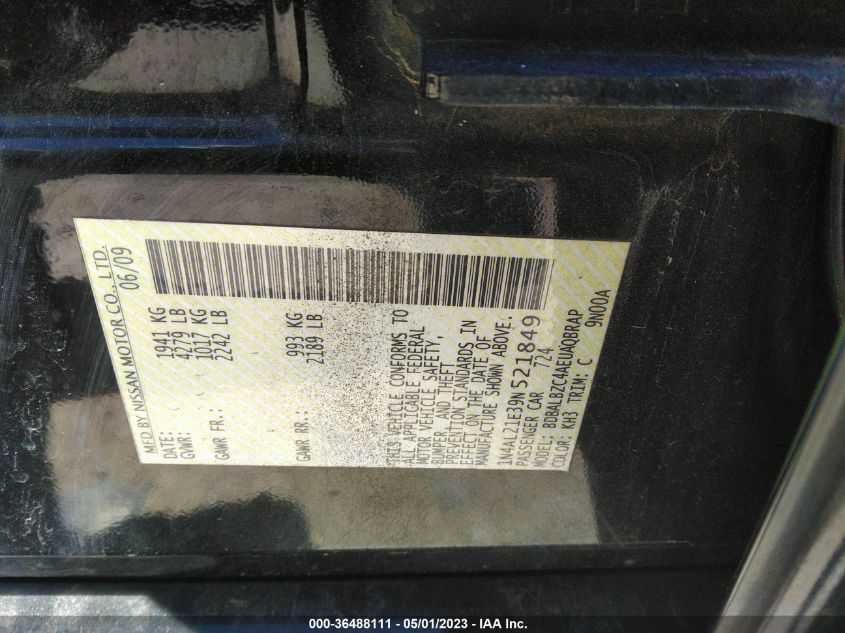 MFD BY NISSAN MOTOR CO., LTD.
DATE: 06/09
GVWR: 1941 KG
4279 LB
GAWR FR.: 1017 KG
2242 LB
GAWR RR.: 993 KG
2189 LB
THIS VEHICLE CONFORMS TO
ALL APPLICABLE FEDERAL
MOTOR VEHICLE SAFETY,
BUMPER, AND THEFT
PREVENTION STANDARDS IN
EFFECT ON THE DATE OF
MANUFACTURE SHOWN ABOVE.
1N4AL21E39N521849
PASSENGER CAR 724
MODEL: BDBALBZC4AEUAQBRAP
COLOR: KH3 TRIM: C 9N00A
000-36488111 - 05/01/2023 - IAA Inc.